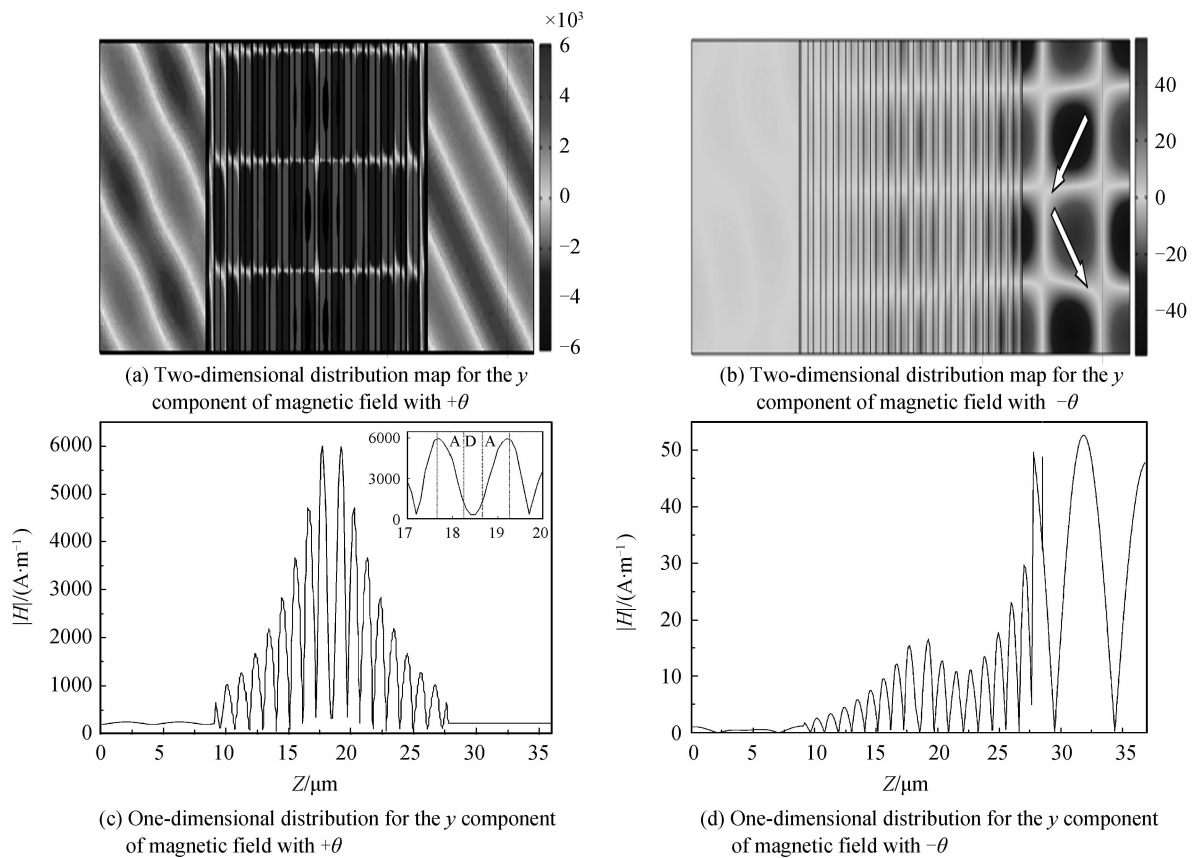 ×10³
6
4
2
0
−2
−4
−6
40
20
0
−20
−40
(a) Two-dimensional distribution map for the y
component of magnetic field with +θ
(b) Two-dimensional distribution map for the y
component of magnetic field with −θ
6000
5000
4000
3000
2000
1000
0
|H|/(A·m⁻¹)
0 5 10 15 20 25 30 35
Z/μm
6000
3000
0
A D A
17 18 19 20
50
40
30
20
10
0
|H|/(A·m⁻¹)
0 5 10 15 20 25 30 35
Z/μm
(c) One-dimensional distribution for the y component
of magnetic field with +θ
(d) One-dimensional distribution for the y component
of magnetic field with −θ